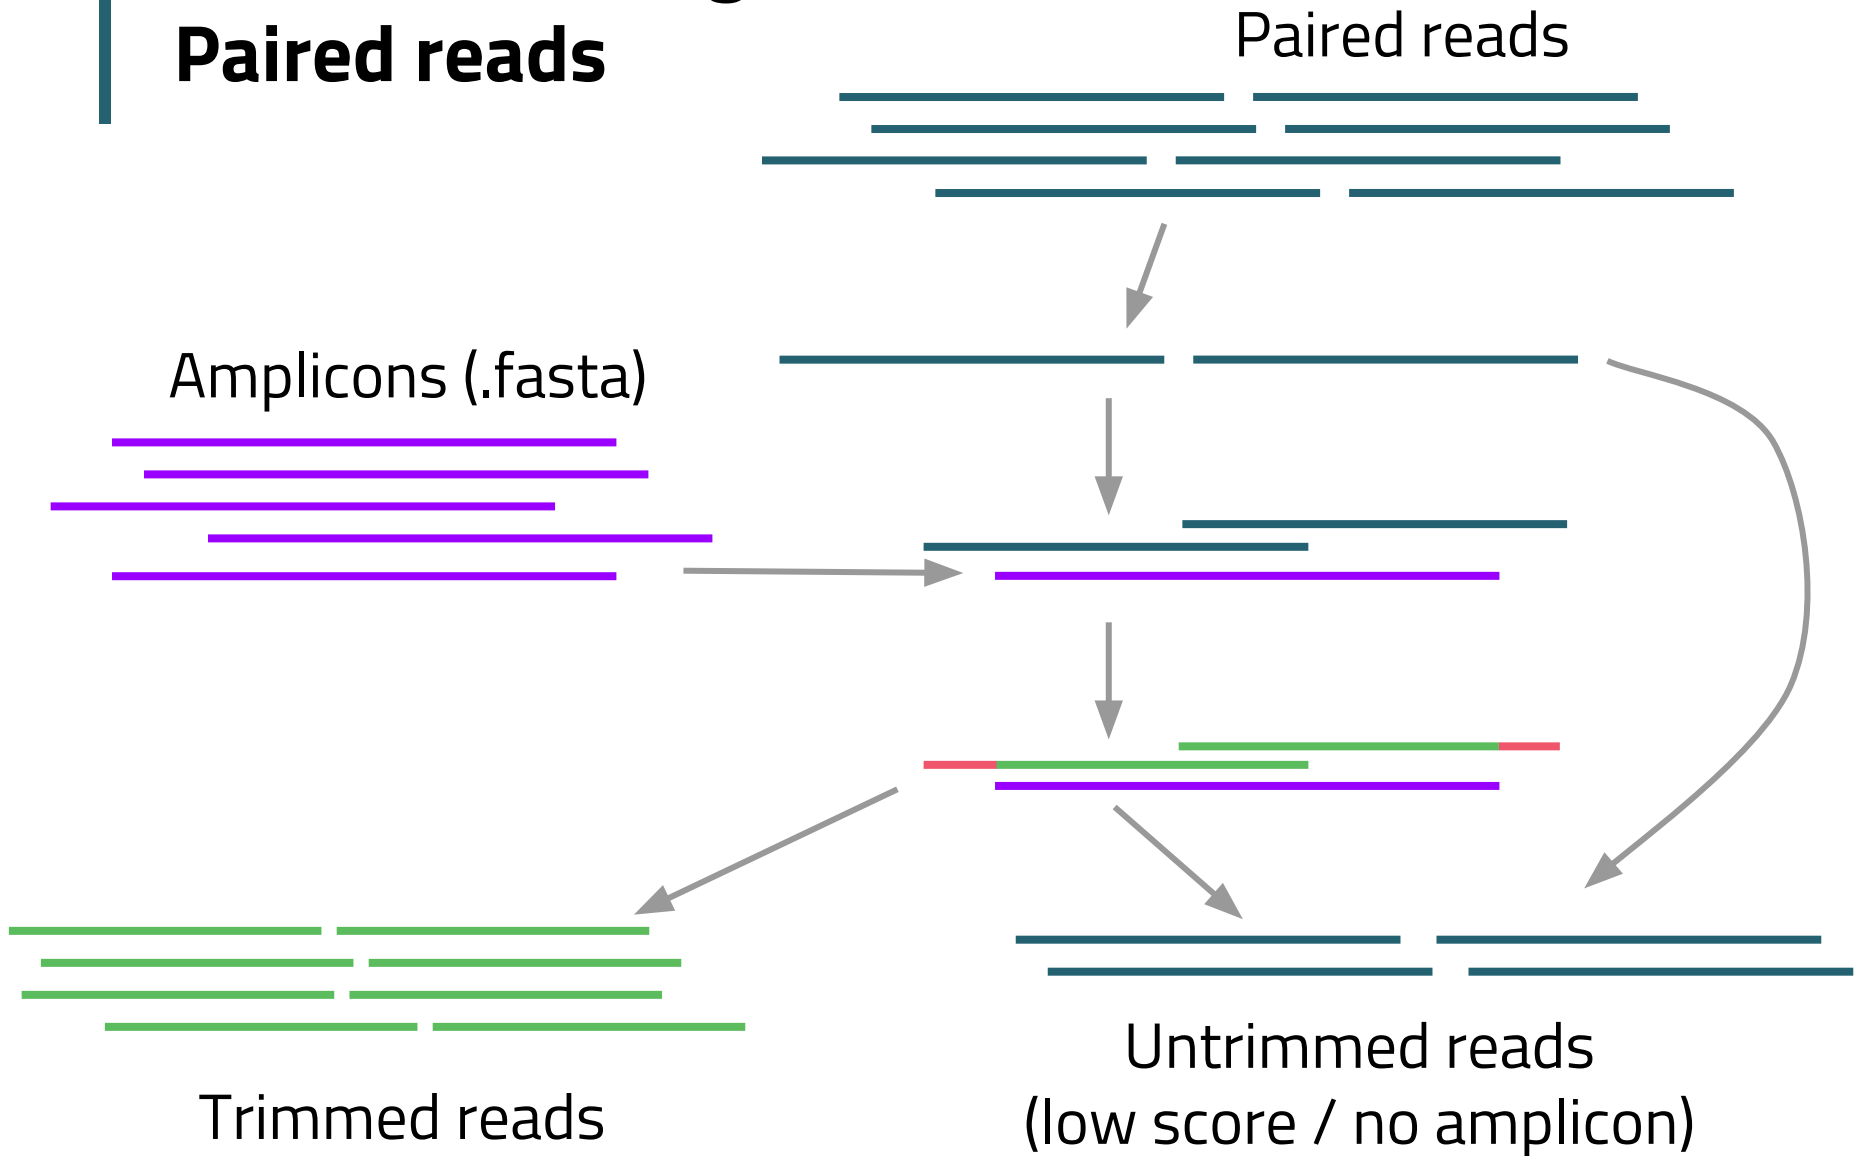 Paired reads
Paired reads
Amplicons (.fasta)
Trimmed reads
Untrimmed reads
(low score / no amplicon)